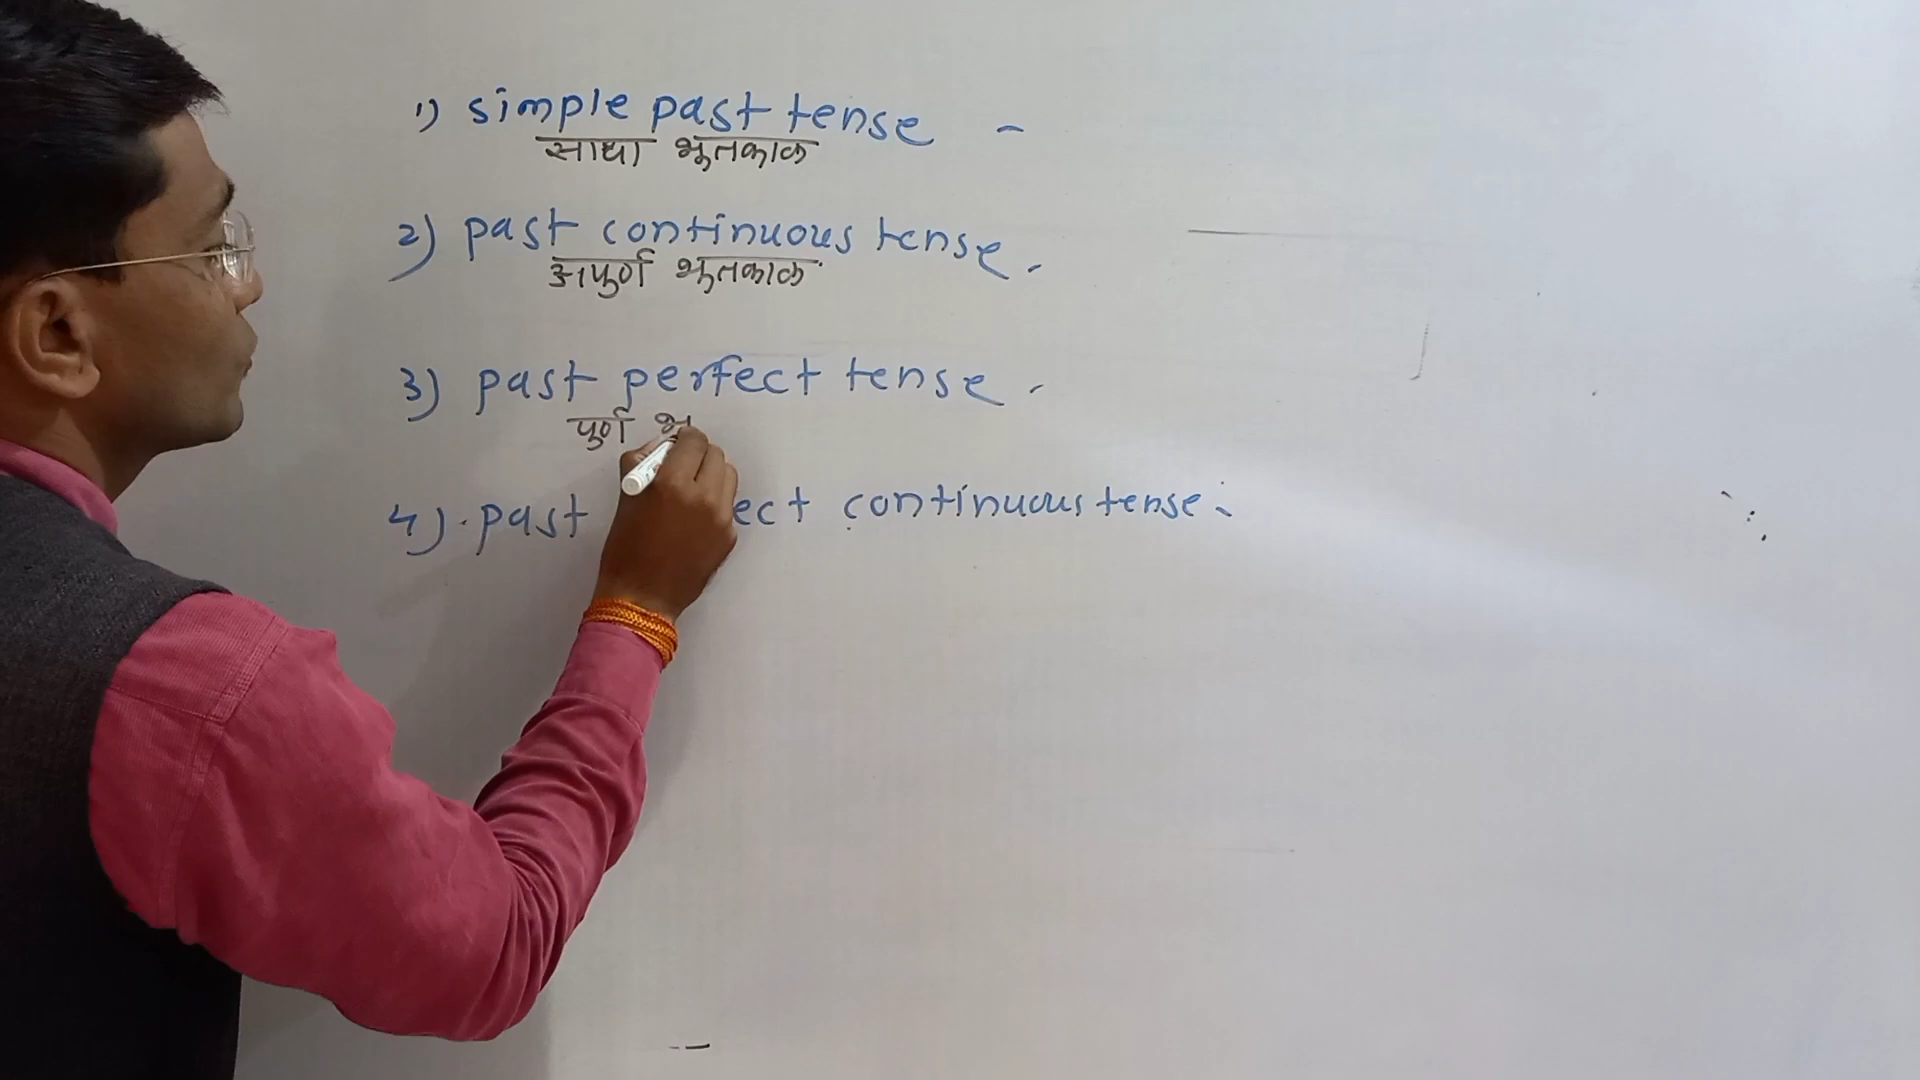 1) simple past tense -
साधा भूतकाळ
2) past continuous tense.
अपुर्ण भूतकाळ
3) past perfect tense.
पुर्ण
4) past continuous tense.